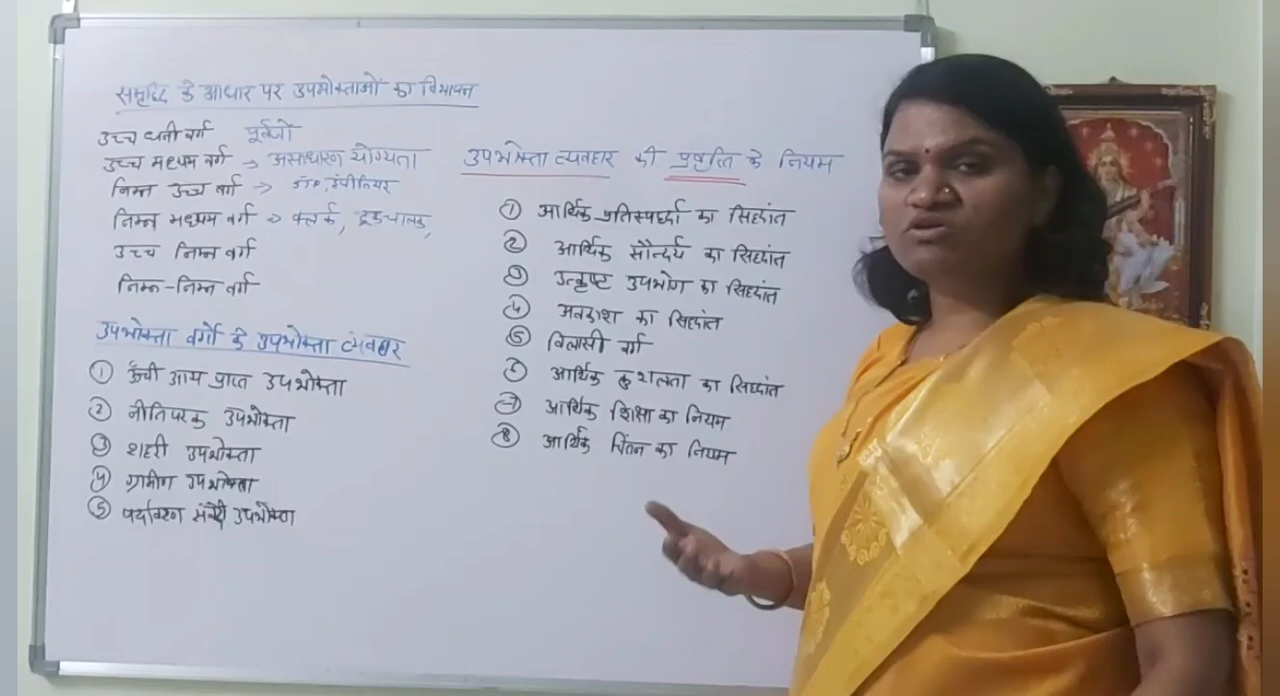 समृद्धि के आधार पर उपभोक्ताओं का विभाजन
उच्च धनी वर्ग पूर्वजों
उच्च मध्यम वर्ग → असाधारण योग्यता
निम्न उच्च वर्ग → डॉ० इंजीनियर
निम्न मध्यम वर्ग → क्लर्क, ट्रकचालक,
उच्च निम्न वर्ग
निम्न-निम्न वर्ग
उपभोक्ता वर्गों के उपभोक्ता व्यवहार
① ऊँची आय प्राप्त उपभोक्ता
② नीतिपरक उपभोक्ता
③ शहरी उपभोक्ता
④ ग्रामीण उपभोक्ता
⑤ पर्यावरण संवेदी उपभोक्ता
उपभोक्ता व्यवहार की प्रवृत्ति के नियम
① आर्थिक प्रतिस्पर्द्धा का सिद्धांत
② आर्थिक सौन्दर्य का सिद्धांत
③ उत्कृष्ट उपभोग का सिद्धांत
④ अवकाश का सिद्धांत
⑤ विलासी वर्ग
⑥ आर्थिक कुशलता का सिद्धांत
⑦ आर्थिक शिक्षा का नियम
⑧ आर्थिक चिंतन का नियम